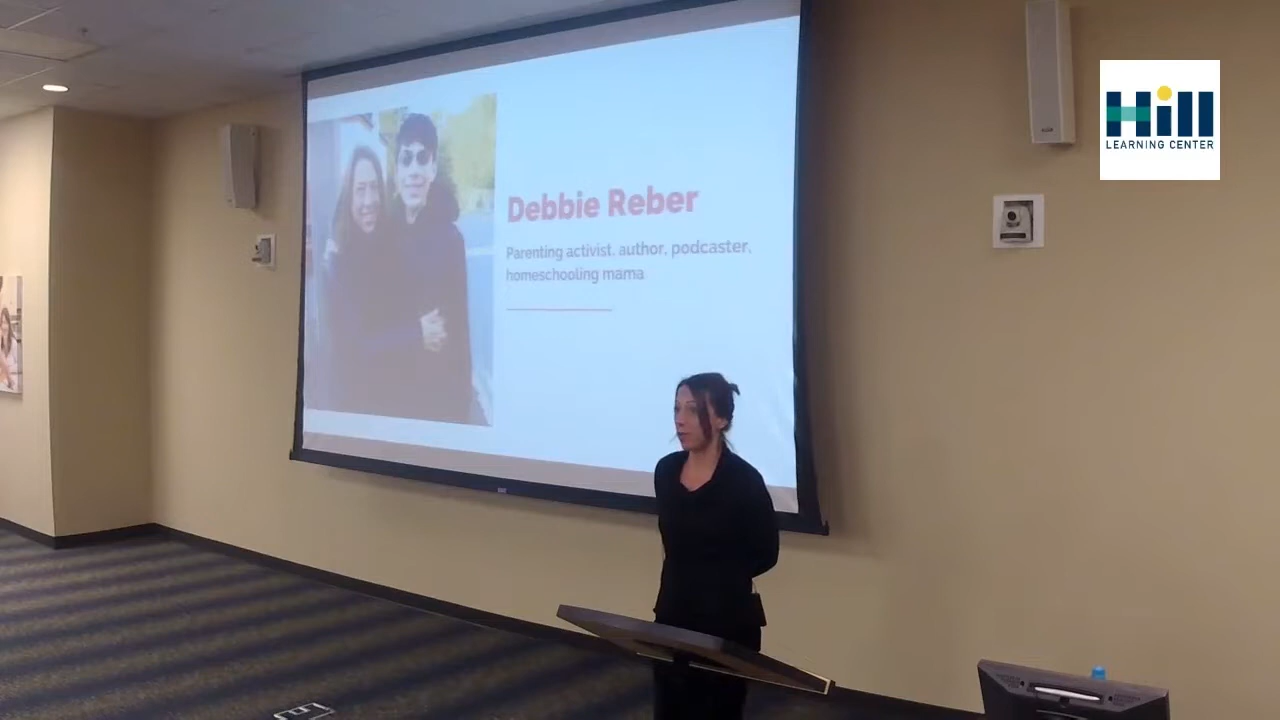 Debbie Reber
Parenting activist, author, podcaster,
homeschooling mama
Hill
LEARNING CENTER